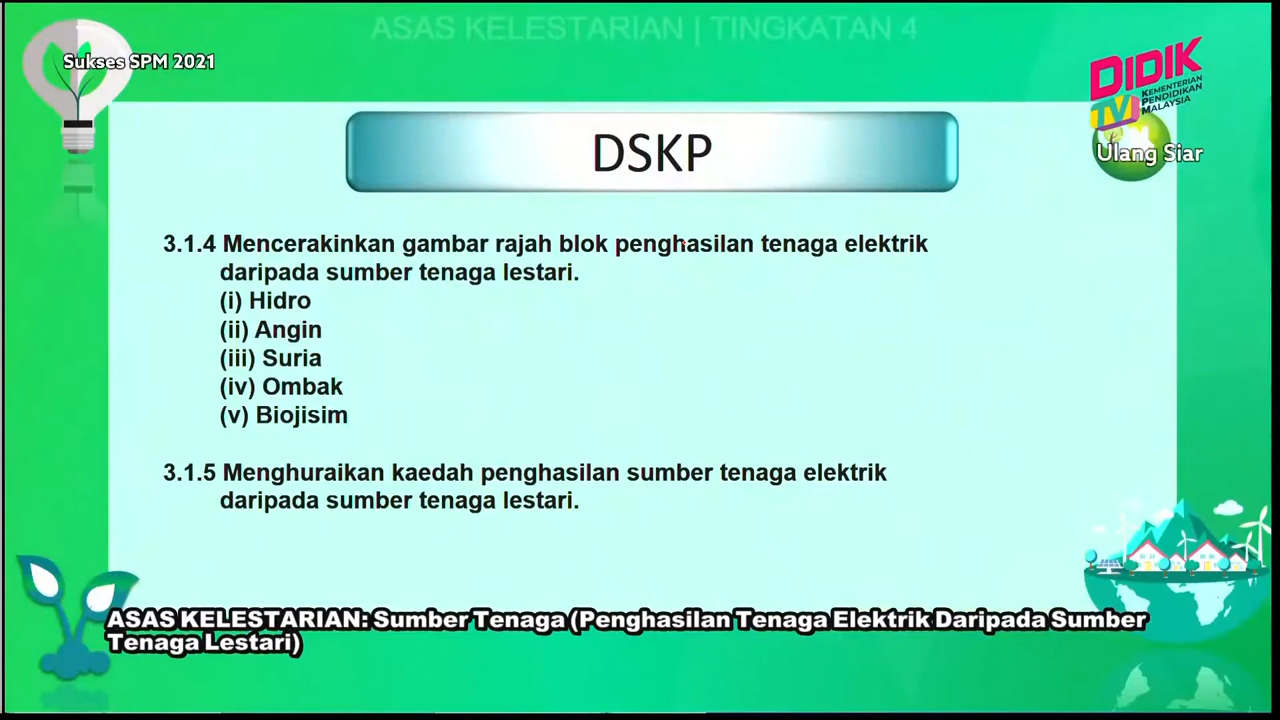 ASAS KELESTARIAN | TINGKATAN 4
Sukses SPM 2021
DIDIK
TV
KEMENTERIAN
PENDIDIKAN
MALAYSIA
Ulang Siar
DSKP
3.1.4 Mencerakinkan gambar rajah blok penghasilan tenaga elektrik
daripada sumber tenaga lestari.
(i) Hidro
(ii) Angin
(iii) Suria
(iv) Ombak
(v) Biojisim
3.1.5 Menghuraikan kaedah penghasilan sumber tenaga elektrik
daripada sumber tenaga lestari.
ASAS KELESTARIAN: Sumber Tenaga (Penghasilan Tenaga Elektrik Daripada Sumber
Tenaga Lestari)